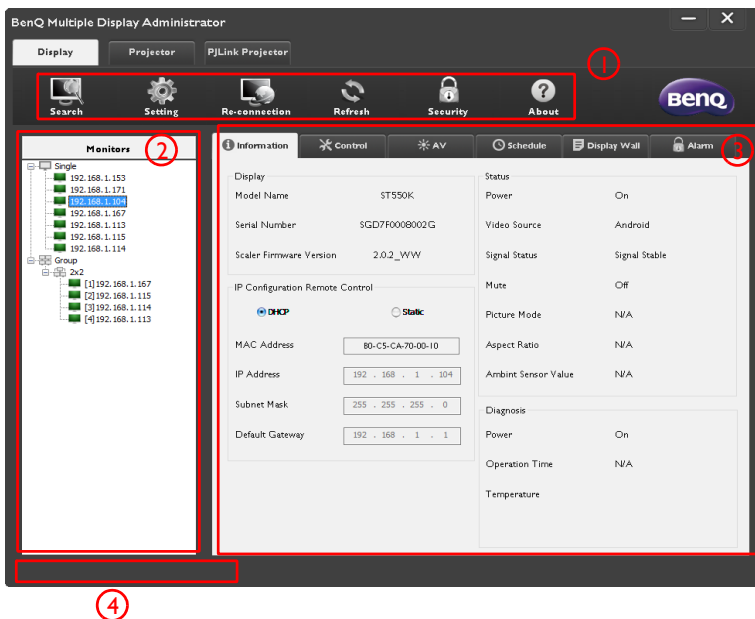 BenQ Multiple Display Administrator
Display Projector PJLink Projector
1
Search Setting Re-connection Refresh Security About
BenQ
Monitors 2
Single
192.168.1.153
192.168.1.171
192.168.1.104
192.168.1.167
192.168.1.113
192.168.1.115
192.168.1.114
Group
2x2
[1]192.168.1.167
[2]192.168.1.115
[3]192.168.1.114
[4]192.168.1.113
Information Control AV Schedule Display Wall Alarm 3
Display
Model Name ST550K
Serial Number SGD7F0008002G
Scaler Firmware Version 2.0.2_WW
IP Configuration Remote Control
DHCP Static
MAC Address B0-C5-CA-70-00-10
IP Address 192 . 168 . 1 . 104
Subnet Mask 255 . 255 . 255 . 0
Default Gateway 192 . 168 . 1 . 1
Status
Power On
Video Source Android
Signal Status Signal Stable
Mute Off
Picture Mode N/A
Aspect Ratio N/A
Ambint Sensor Value N/A
Diagnosis
Power On
Operation Time N/A
Temperature
4